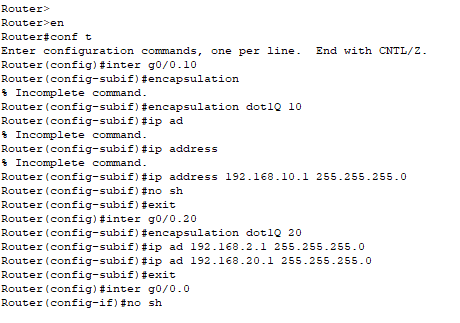 Router>
Router>en
Router#conf t
Enter configuration commands, one per line.  End with CNTL/Z.
Router(config)#inter g0/0.10
Router(config-subif)#encapsulation
% Incomplete command.
Router(config-subif)#encapsulation dot1Q 10
Router(config-subif)#ip ad
% Incomplete command.
Router(config-subif)#ip address
% Incomplete command.
Router(config-subif)#ip address 192.168.10.1 255.255.255.0
Router(config-subif)#no sh
Router(config-subif)#exit
Router(config)#inter g0/0.20
Router(config-subif)#encapsulation dot1Q 20
Router(config-subif)#ip ad 192.168.2.1 255.255.255.0
Router(config-subif)#ip ad 192.168.20.1 255.255.255.0
Router(config-subif)#exit
Router(config)#inter g0/0.0
Router(config-if)#no sh